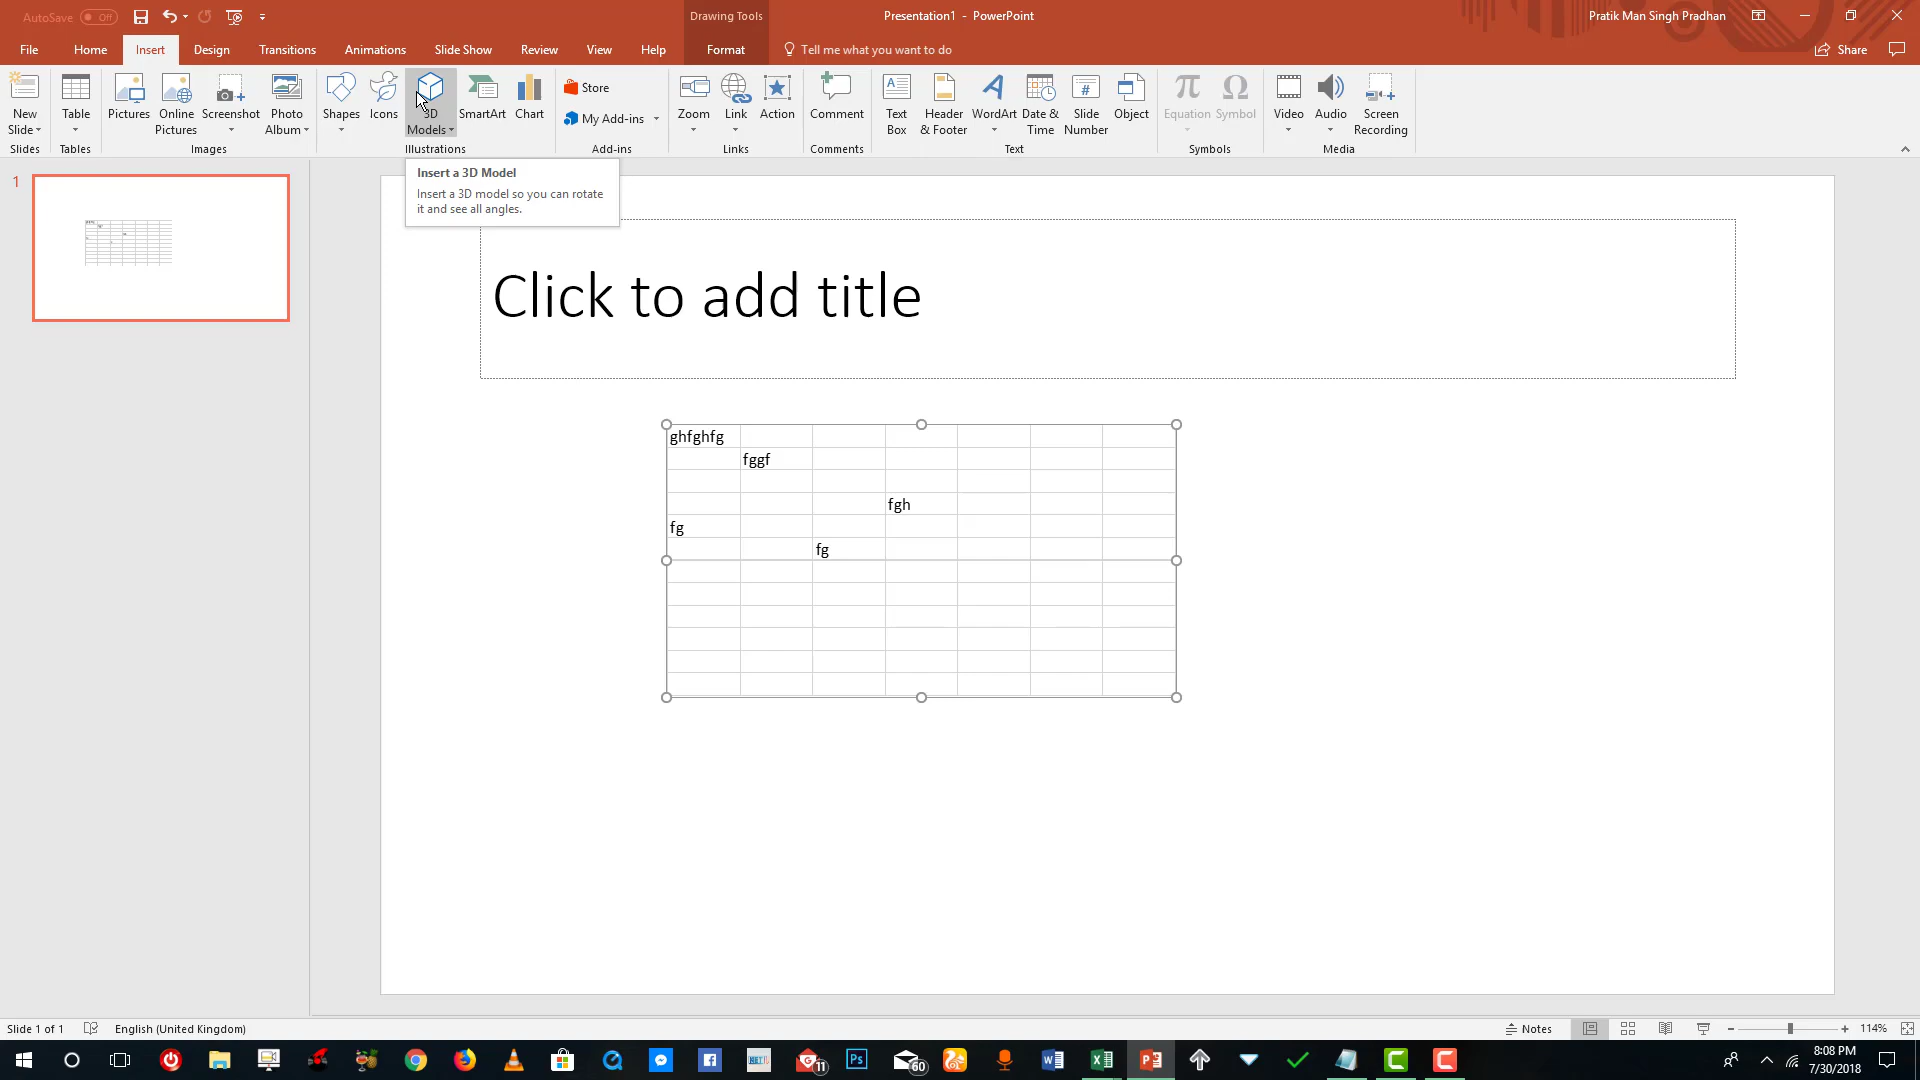 AutoSave Off
Drawing Tools
Presentation1 - PowerPoint
Pratik Man Singh Pradhan
File Home Insert Design Transitions Animations Slide Show Review View Help Format Tell me what you want to do Share
New Slide
Table
Pictures
Online Pictures
Screenshot
Photo Album
Shapes
Icons
3D Models
SmartArt
Chart
Store
My Add-ins
Zoom
Link
Action
Comment
Text Box
Header & Footer
WordArt
Date & Time
Slide Number
Object
Equation
Symbol
Video
Audio
Screen Recording
Slides Tables Images Illustrations Add-ins Links Comments Text Symbols Media
Insert a 3D Model
Insert a 3D model so you can rotate
it and see all angles.
1
Click to add title
ghfghfg
fggf
fgh
fg
fg
Slide 1 of 1 English (United Kingdom) Notes 114%
11
Ps
60
8:08 PM
7/30/2018